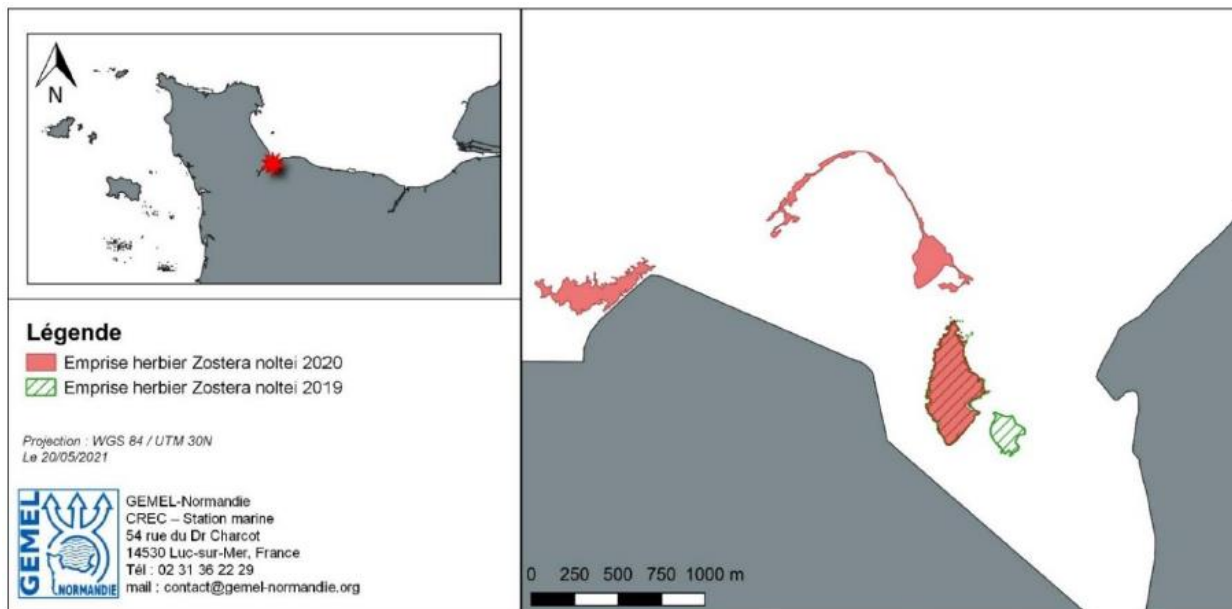 N
Légende
Emprise herbier Zostera noltei 2020
Emprise herbier Zostera noltei 2019
Projection : WGS 84 / UTM 30N
Le 20/05/2021
GEMEL
NORMANDIE
GEMEL-Normandie
CREC – Station marine
54 rue du Dr Charcot
14530 Luc-sur-Mer, France
Tél : 02 31 36 22 29
mail : contact@gemel-normandie.org
0 250 500 750 1000 m